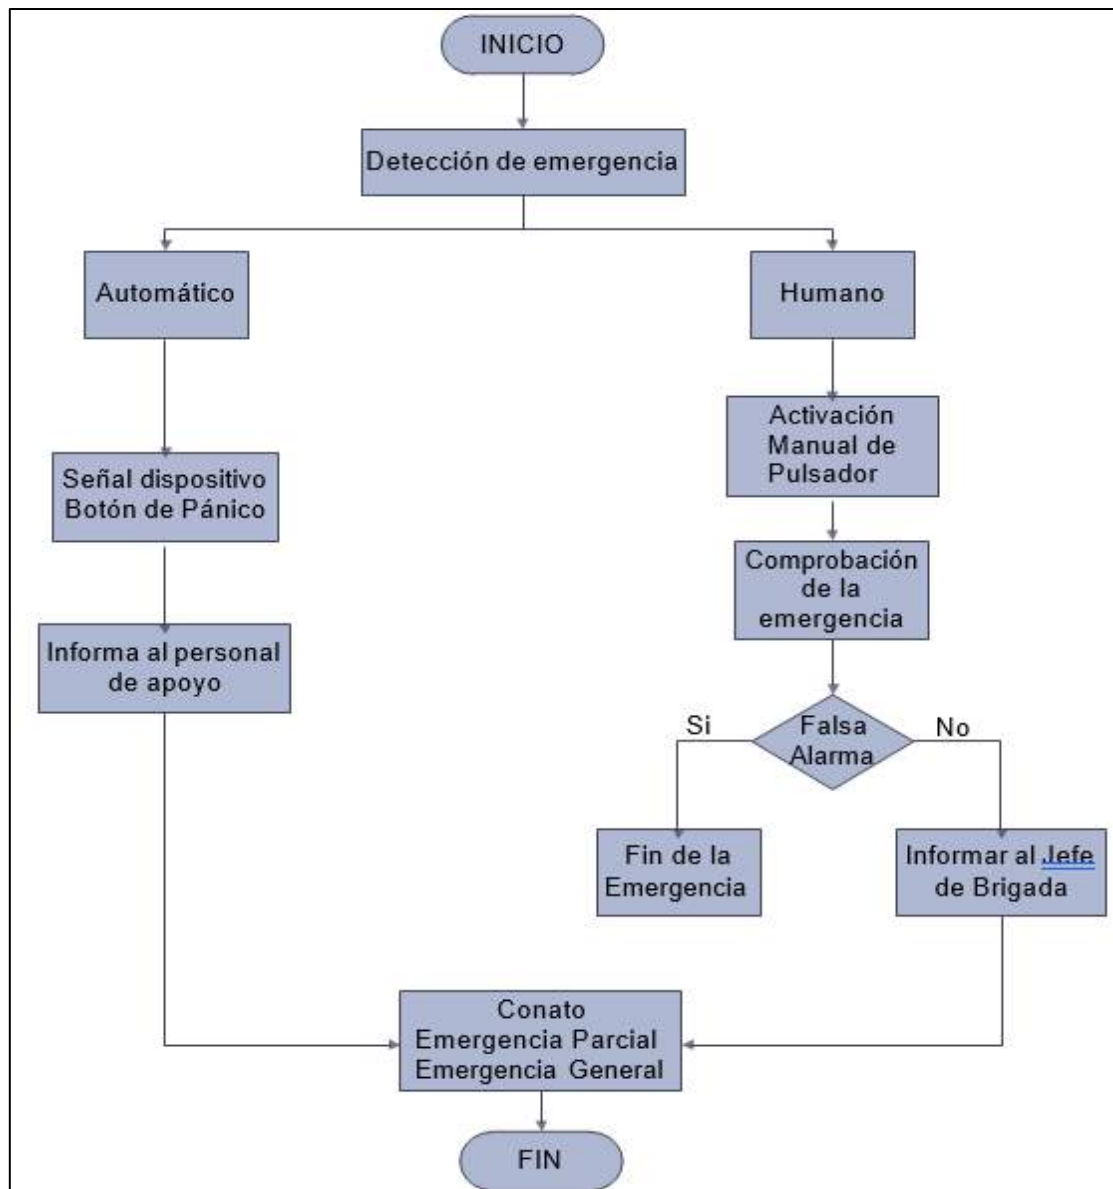 INICIO
Detección de emergencia
Automático
Humano
Activación
Manual de
Pulsador
Señal dispositivo
Botón de Pánico
Comprobación
de la
emergencia
Informa al personal
de apoyo
Si
Falsa
Alarma
No
Fin de la
Emergencia
Informar al Jefe
de Brigada
Conato
Emergencia Parcial
Emergencia General
FIN